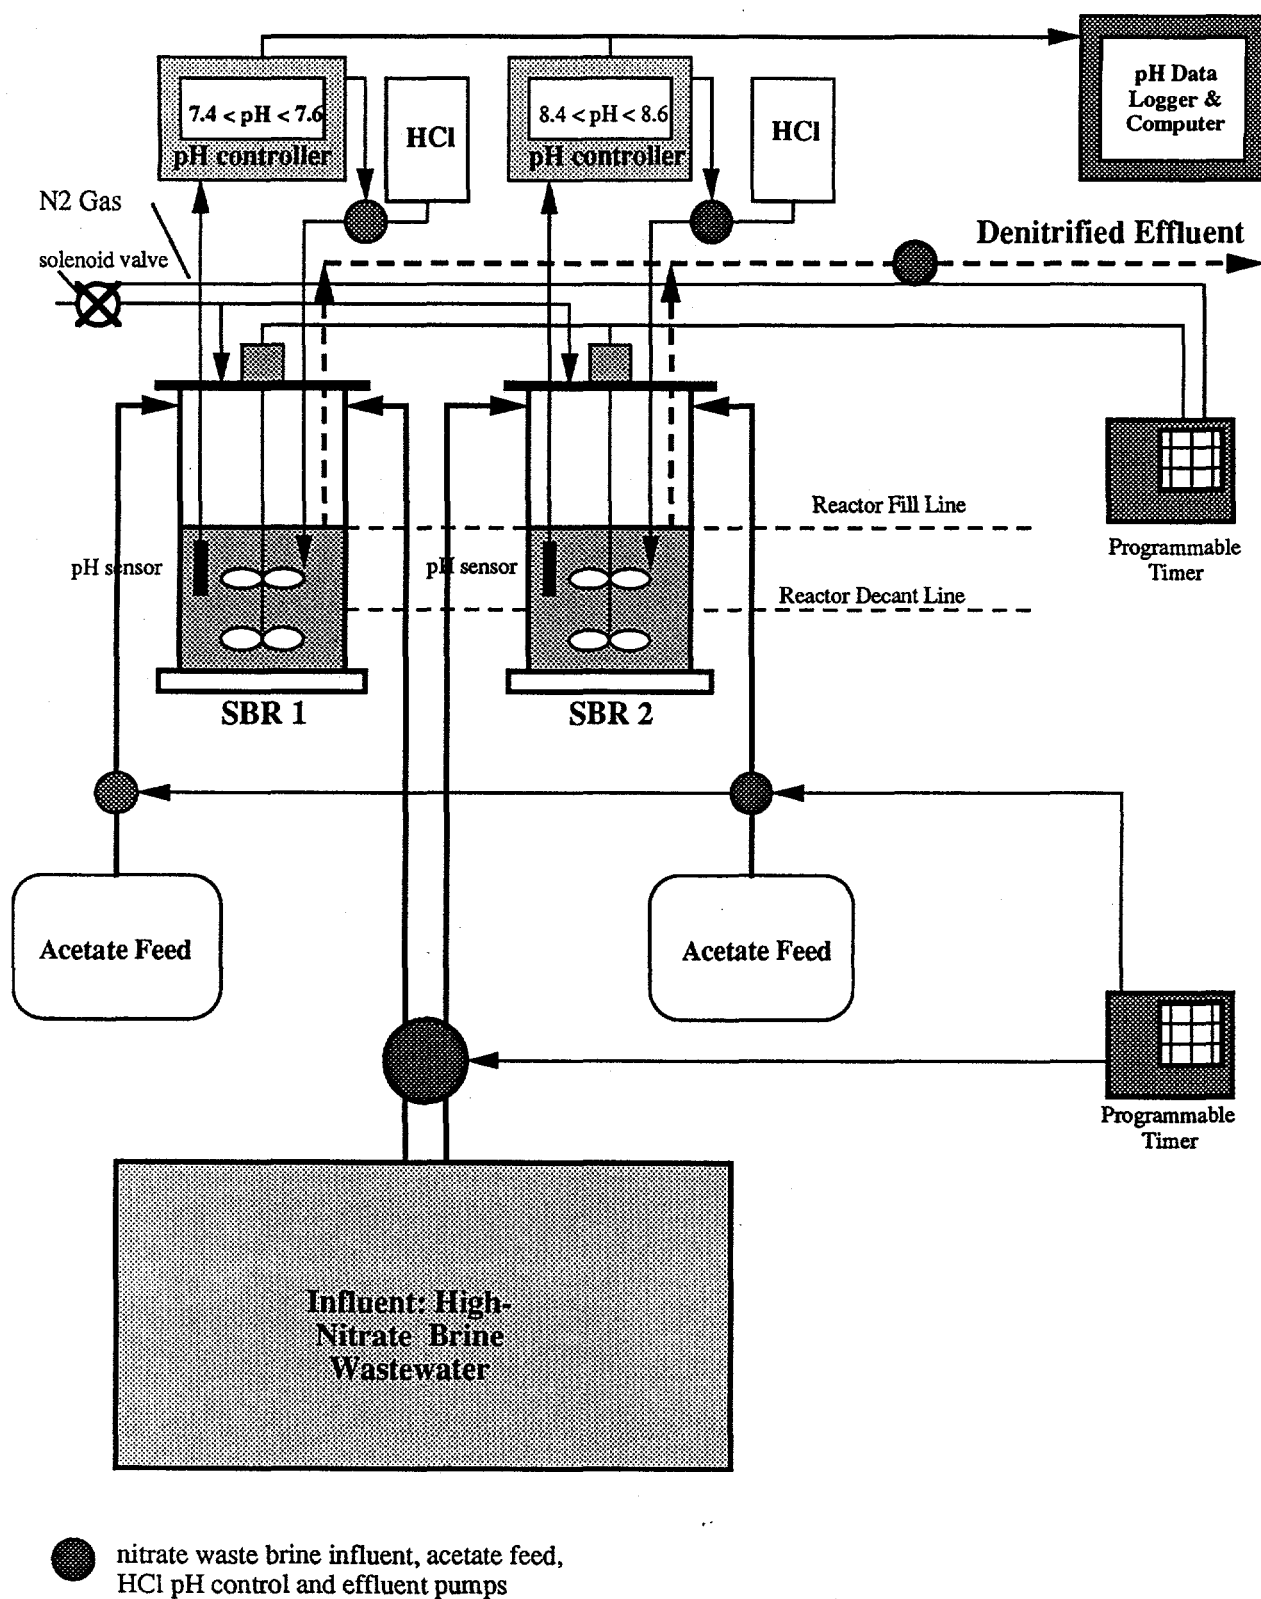 pH Data
Logger &
Computer
7.4 < pH < 7.6
pH controller
HCl
8.4 < pH < 8.6
pH controller
HCl
N2 Gas
solenoid valve
Denitrified Effluent
Reactor Fill Line
Programmable
Timer
pH sensor
pH sensor
Reactor Decant Line
SBR 1
SBR 2
Acetate Feed
Acetate Feed
Programmable
Timer
Influent: High-
Nitrate Brine
Wastewater
nitrate waste brine influent, acetate feed,
HCl pH control and effluent pumps